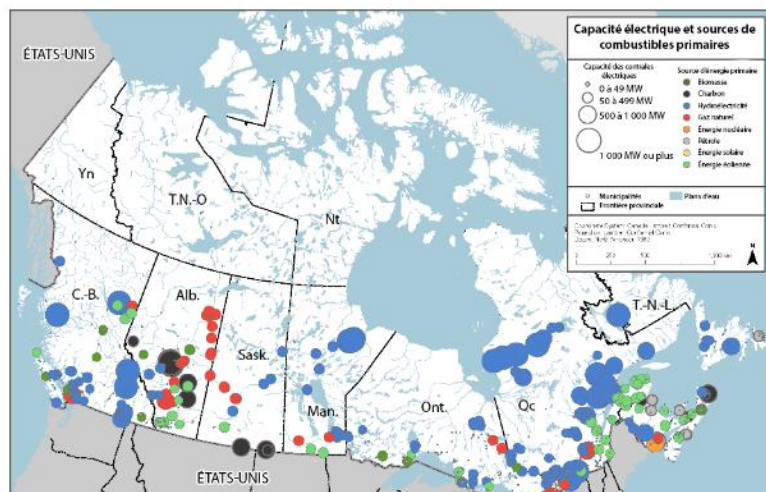 Capacité électrique et sources de
combustibles primaires
Capacité des centrales
électriques
0 à 49 MW
50 à 499 MW
500 à 1 000 MW
1 000 MW ou plus
Source d'énergie primaire
Biomasse
Charbon
Hydroélectricité
Gaz naturel
Énergie nucléaire
Pétrole
Énergie solaire
Énergie éolienne
Municipalités
Frontière provinciale
Plans d'eau
N
ÉTATS-UNIS
Yn
T.N.-O
Nt
C.-B.
Alb.
Sask.
Man.
Ont.
Qc
T.-N.-L.
ÉTATS-UNIS